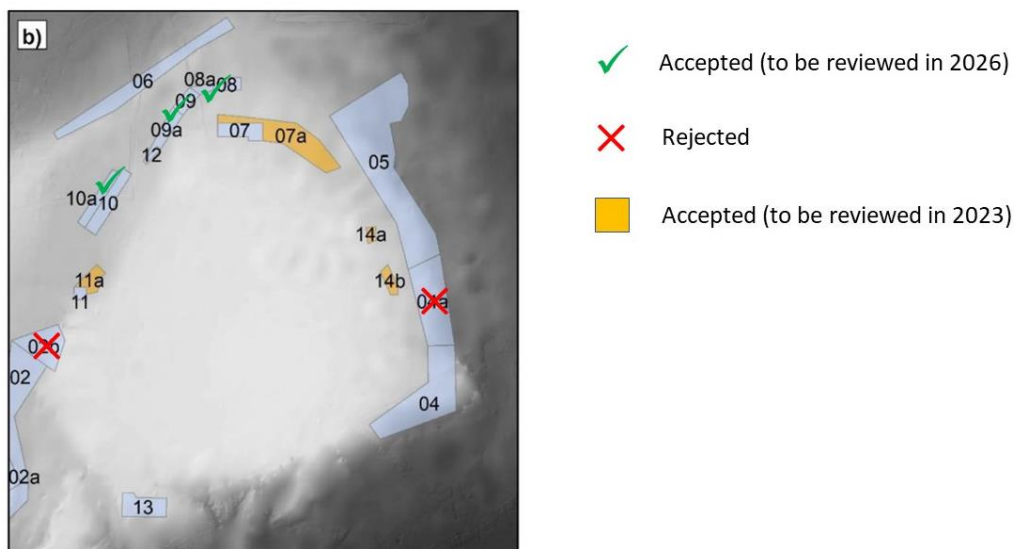 b)
06
08a
08
09
09a
12
07
07a
05
10a
10
14a
11a
11
14b
04a
02b
02
04
02a
13
Accepted (to be reviewed in 2026)
Rejected
Accepted (to be reviewed in 2023)